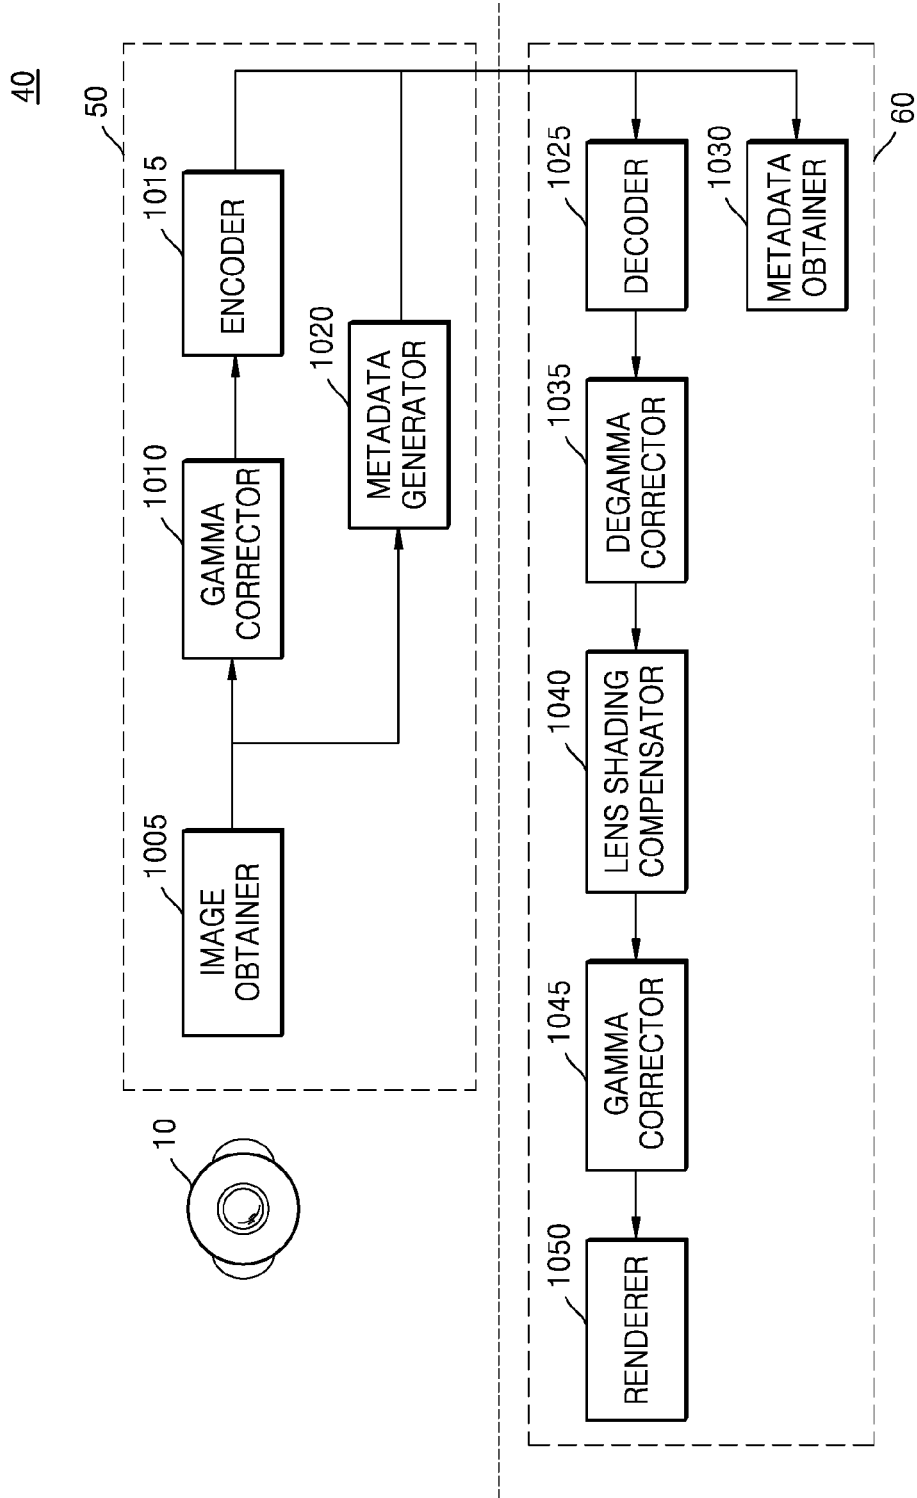 40
50
10
1005
IMAGE
OBTAINER
1010
GAMMA
CORRECTOR
1015
ENCODER
1020
METADATA
GENERATOR
60
1025
DECODER
1030
METADATA
OBTAINER
1035
DEGAMMA
CORRECTOR
1040
LENS SHADING
COMPENSATOR
1045
GAMMA
CORRECTOR
1050
RENDERER